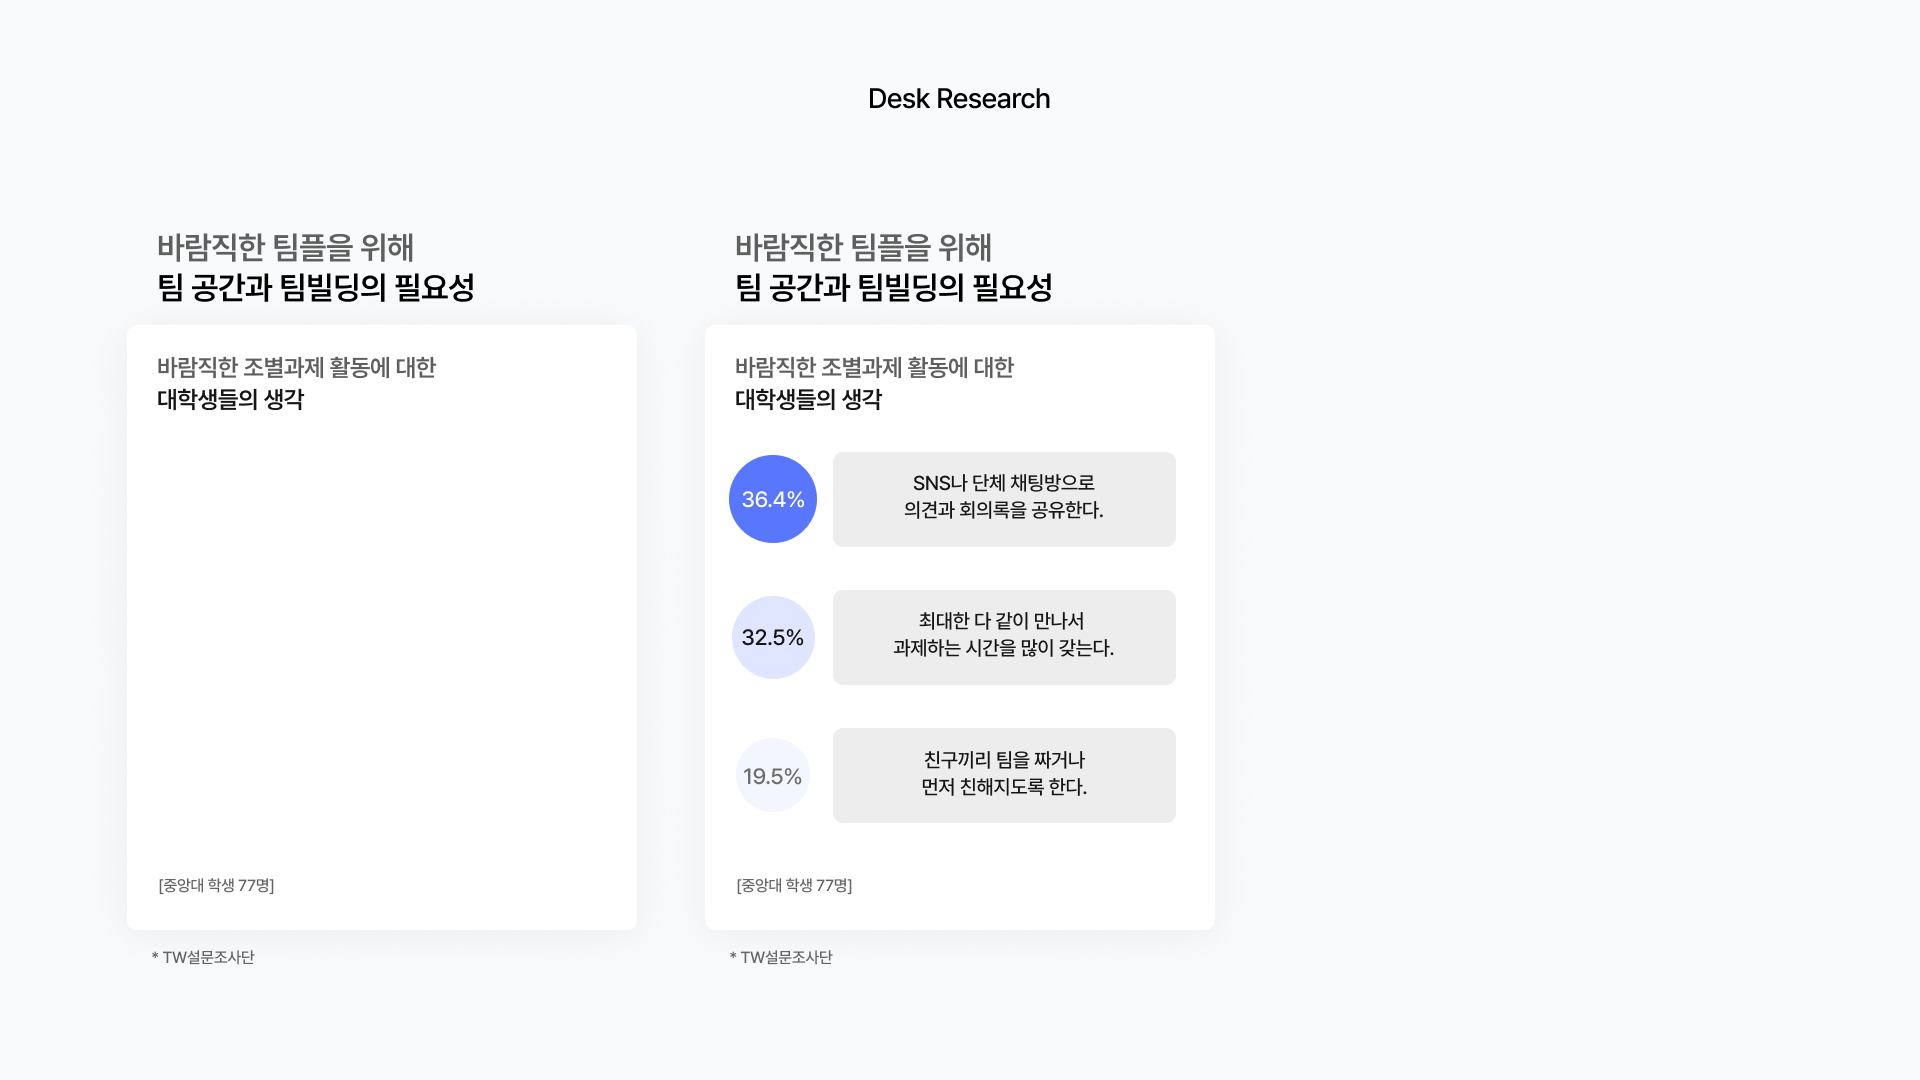 Desk Research
바람직한 팀플을 위해
팀 공간과 팀빌딩의 필요성
바람직한 조별과제 활동에 대한
대학생들의 생각
[중앙대 학생 77명]
* TW설문조사단
바람직한 팀플을 위해
팀 공간과 팀빌딩의 필요성
바람직한 조별과제 활동에 대한
대학생들의 생각
36.4%
SNS나 단체 채팅방으로
의견과 회의록을 공유한다.
32.5%
최대한 다 같이 만나서
과제하는 시간을 많이 갖는다.
19.5%
친구끼리 팀을 짜거나
먼저 친해지도록 한다.
[중앙대 학생 77명]
* TW설문조사단